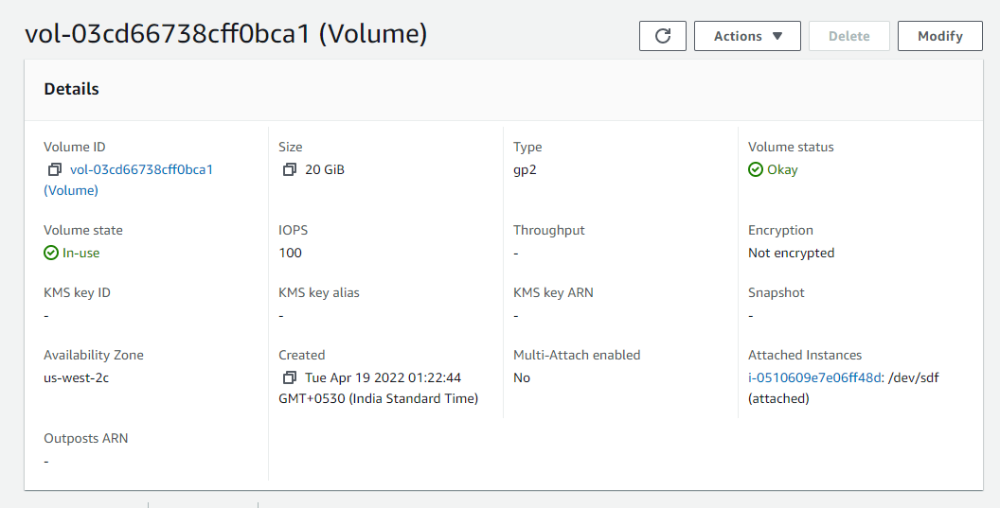 vol-03cd66738cff0bca1 (Volume)
Actions
Delete
Modify
Details
Volume ID
vol-03cd66738cff0bca1
(Volume)
Size
20 GiB
Type
gp2
Volume status
Okay
Volume state
In-use
IOPS
100
Throughput
-
Encryption
Not encrypted
KMS key ID
-
KMS key alias
-
KMS key ARN
-
Snapshot
-
Availability Zone
us-west-2c
Created
Tue Apr 19 2022 01:22:44
GMT+0530 (India Standard Time)
Multi-Attach enabled
No
Attached Instances
i-0510609e7e06ff48d: /dev/sdf
(attached)
Outposts ARN
-